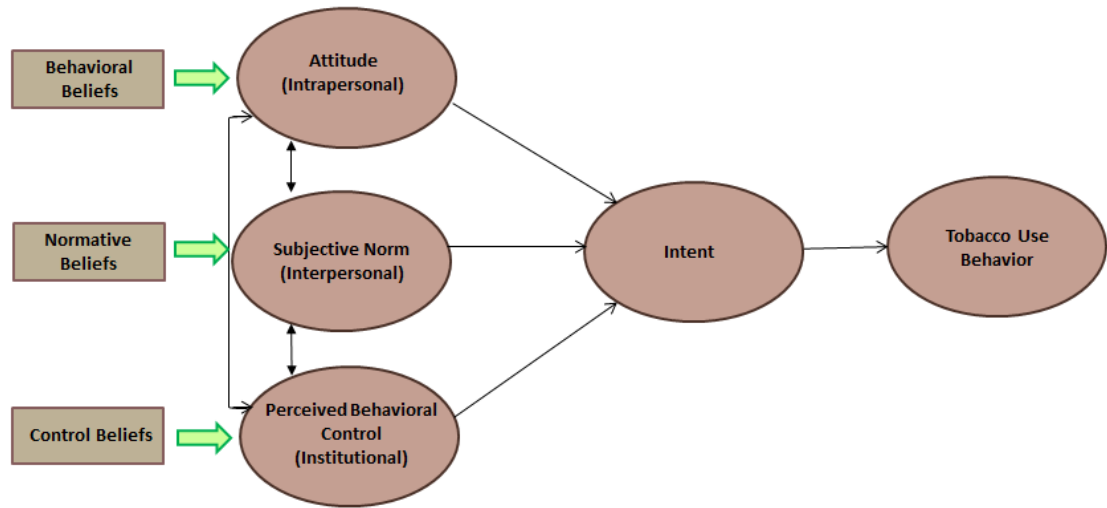 Behavioral
Beliefs
Attitude
(Intrapersonal)
Normative
Beliefs
Subjective Norm
(Interpersonal)
Intent
Tobacco Use
Behavior
Control Beliefs
Perceived Behavioral
Control
(Institutional)